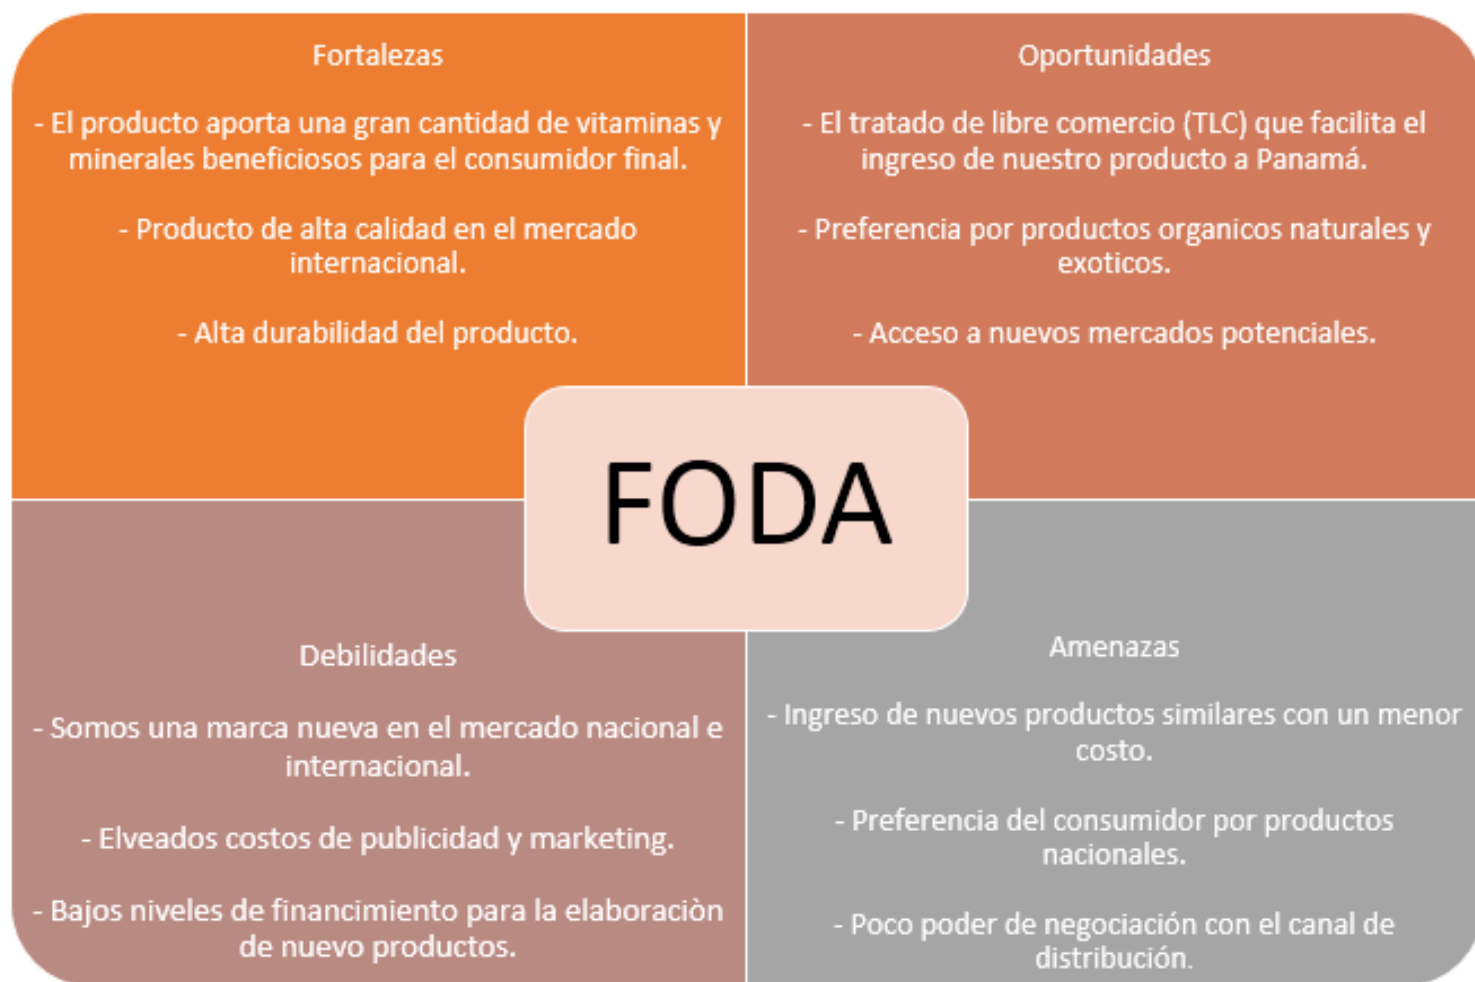 Fortalezas
- El producto aporta una gran cantidad de vitaminas y
minerales beneficiosos para el consumidor final.
- Producto de alta calidad en el mercado
internacional.
- Alta durabilidad del producto.
Oportunidades
- El tratado de libre comercio (TLC) que facilita el
ingreso de nuestro producto a Panamá.
- Preferencia por productos organicos naturales y
exoticos.
- Acceso a nuevos mercados potenciales.
FODA
Debilidades
- Somos una marca nueva en el mercado nacional e
internacional.
- Elveados costos de publicidad y marketing.
- Bajos niveles de financimiento para la elaboraciòn
de nuevo productos.
Amenazas
- Ingreso de nuevos productos similares con un menor
costo.
- Preferencia del consumidor por productos
nacionales.
- Poco poder de negociación con el canal de
distribución.